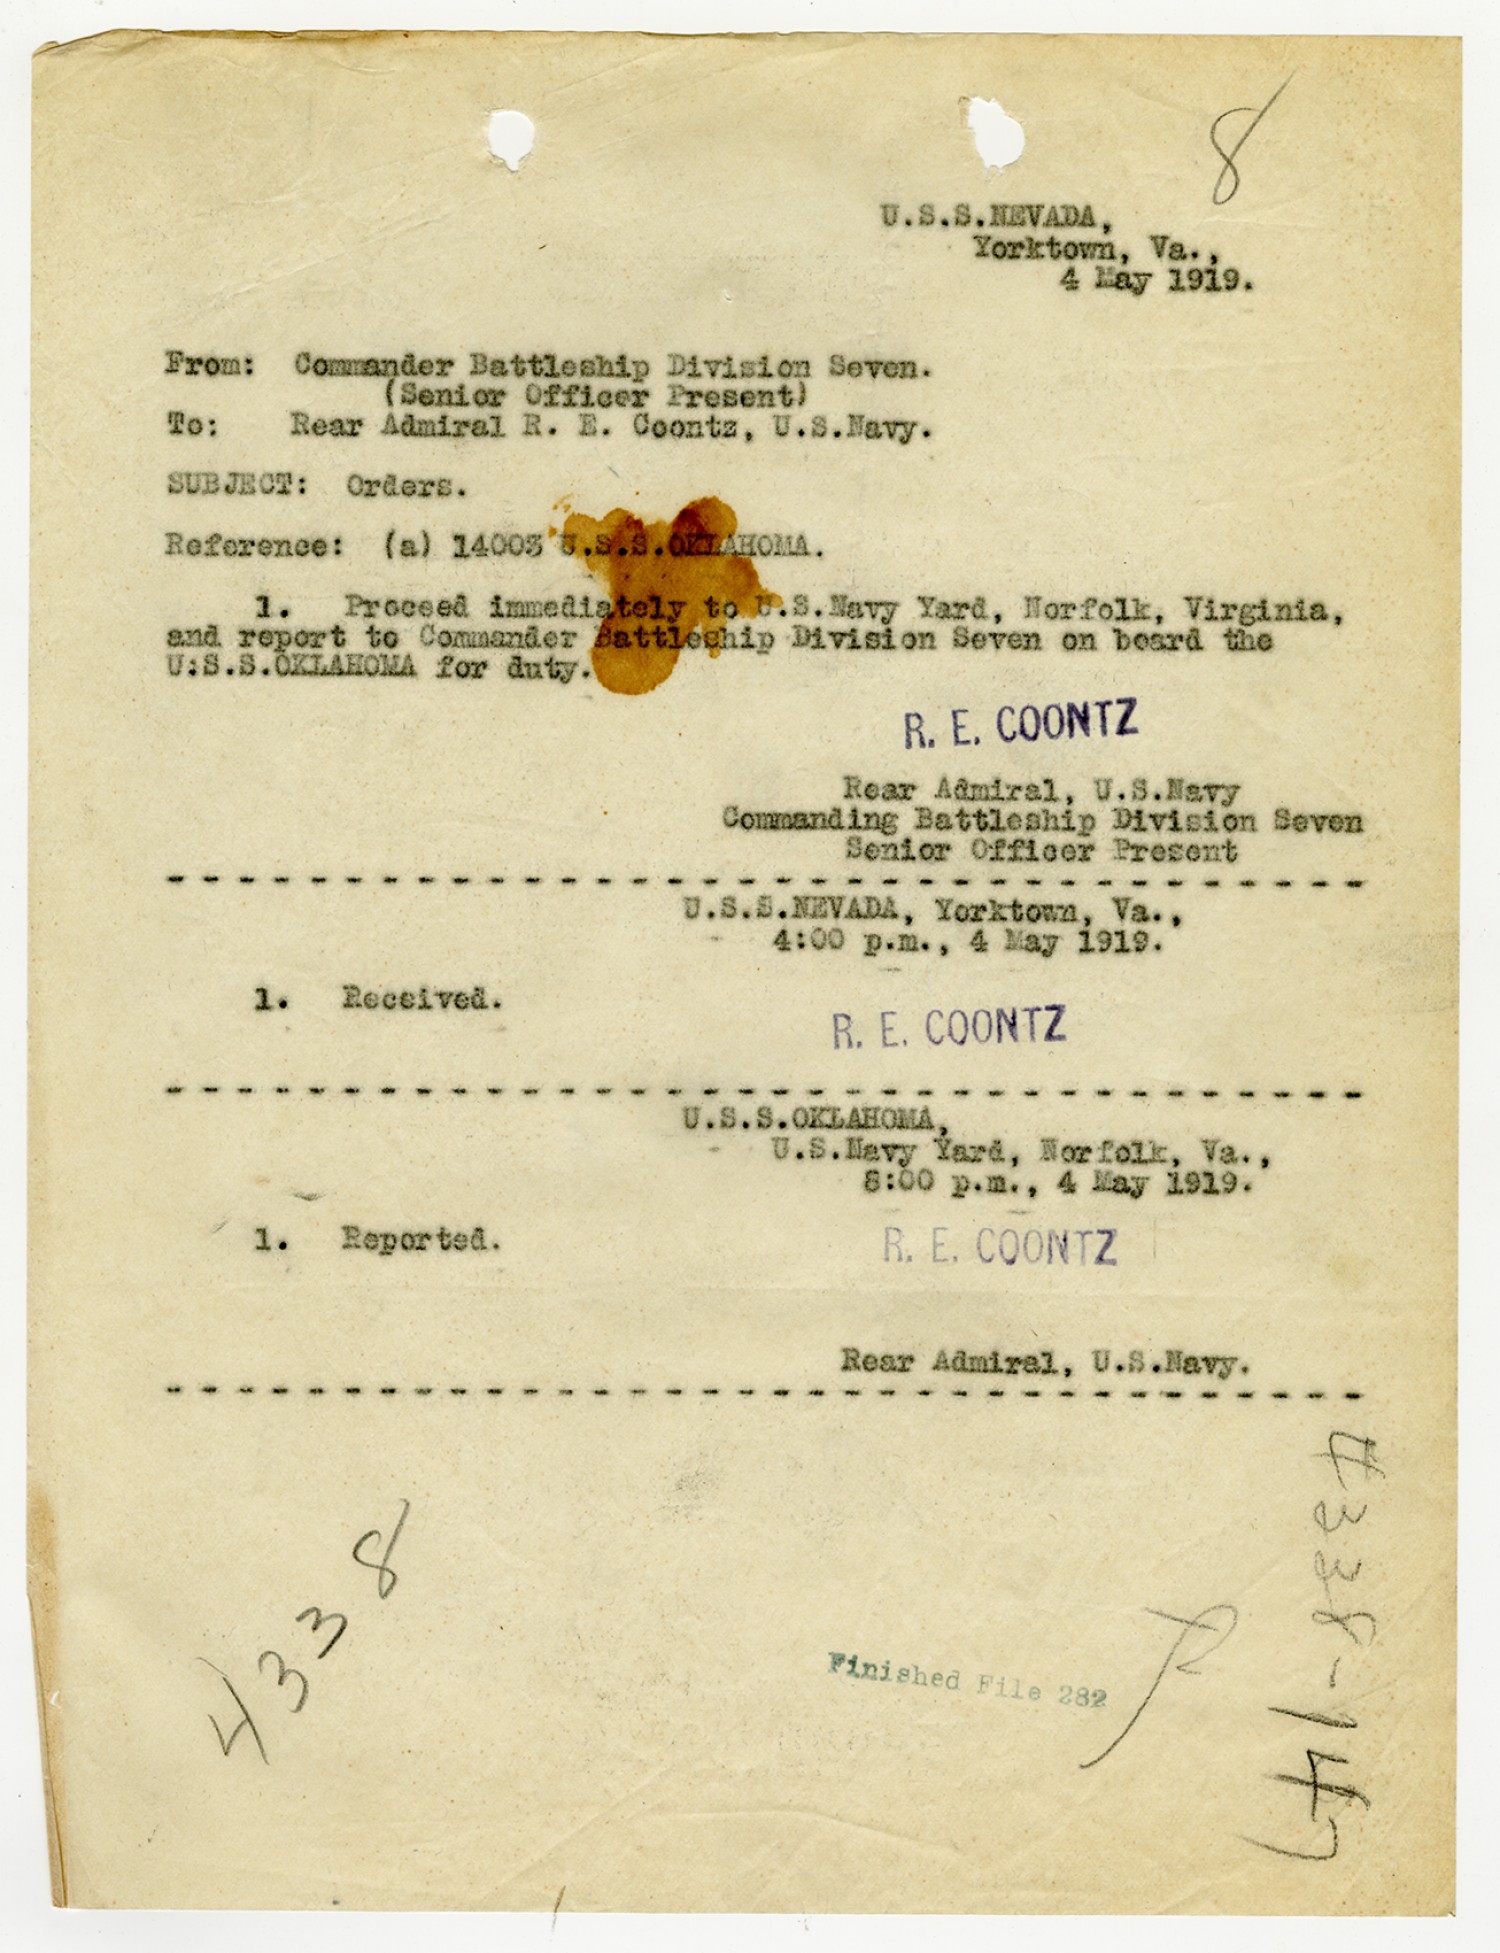 8
U.S.S.NEVADA,
Yorktown, Va.,
4 May 1919.
From: Commander Battleship Division Seven.
(Senior Officer Present)
To: Rear Admiral R. E. Coontz, U.S.Navy.
SUBJECT: Orders.
Reference: (a) 14003 U.S.S.OKLAHOMA.
1. Proceed immediately to U.S.Navy Yard, Norfolk, Virginia,
and report to Commander Battleship Division Seven on board the
U:S.S.OKLAHOMA for duty.
R. E. COONTZ
Rear Admiral, U.S.Navy
Commanding Battleship Division Seven
Senior Officer Present
U.S.S.NEVADA, Yorktown, Va.,
4:00 p.m., 4 May 1919.
1. Received.
R. E. COONTZ
U.S.S.OKLAHOMA,
U.S.Navy Yard, Norfolk, Va.,
8:00 p.m., 4 May 1919.
1. Reported.
R. E. COONTZ
Rear Admiral, U.S.Navy.
4338
Finished File 282